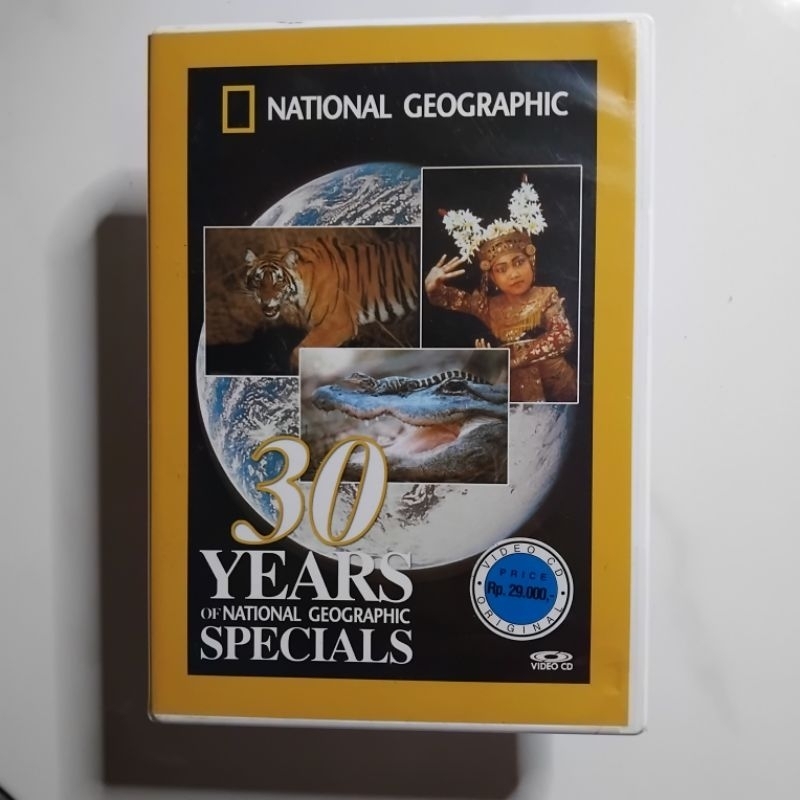 NATIONAL GEOGRAPHIC
30
YEARS
OF NATIONAL GEOGRAPHIC
SPECIALS
VIDEO CD
PRICE
Rp. 29.000,-
ORIGINAL
VIDEO CD